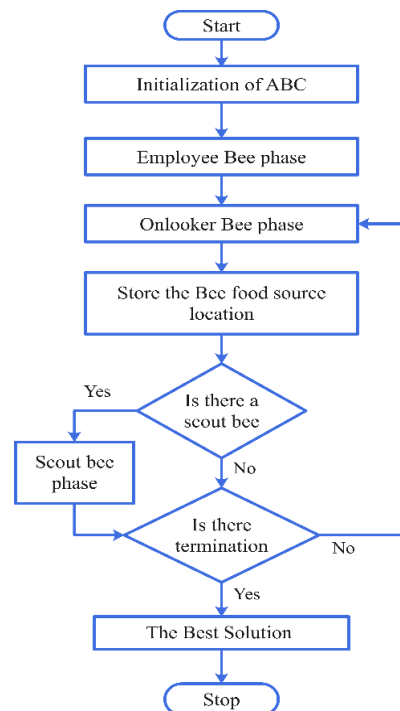 Start
Initialization of ABC
Employee Bee phase
Onlooker Bee phase
Store the Bee food source
location
Yes
Is there a
scout bee
Scout bee
phase
No
Is there
termination
No
Yes
The Best Solution
Stop